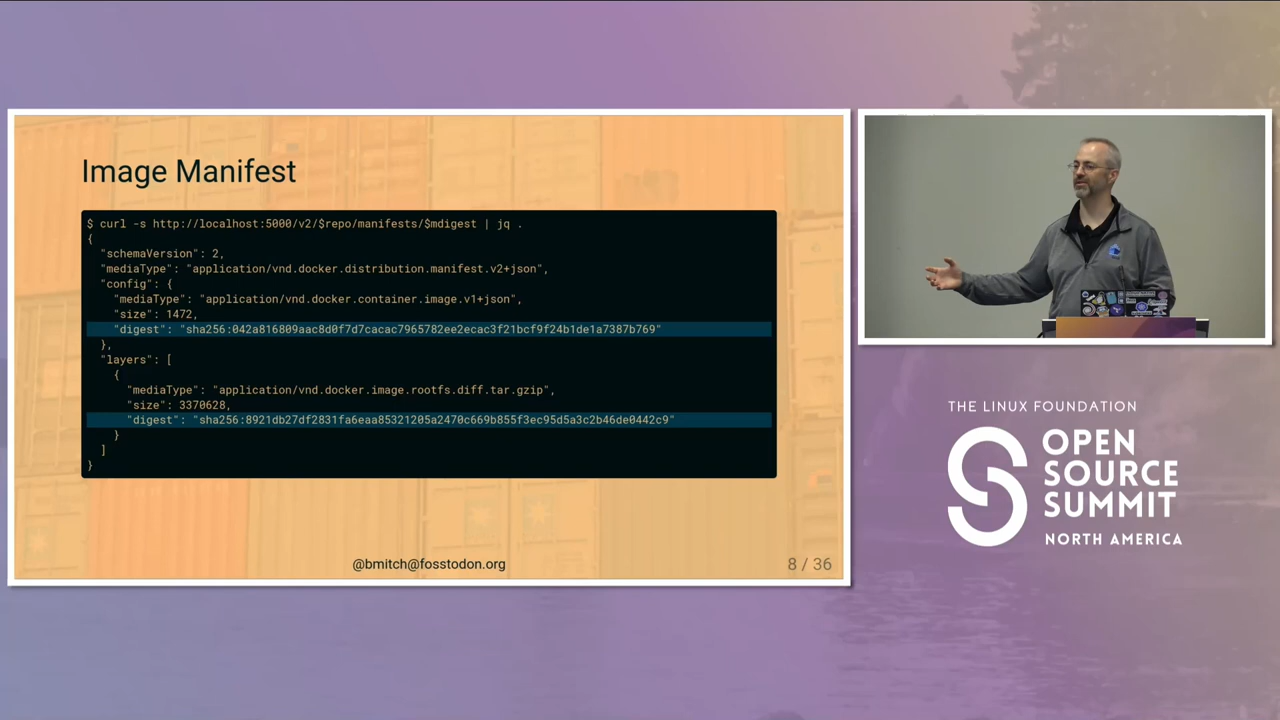 Image Manifest
$ curl -s http://localhost:5000/v2/$repo/manifests/$mdigest | jq .
{
  "schemaVersion": 2,
  "mediaType": "application/vnd.docker.distribution.manifest.v2+json",
  "config": {
    "mediaType": "application/vnd.docker.container.image.v1+json",
    "size": 1472,
    "digest": "sha256:042a816809aac8d0f7d7cacac7965782ee2ecac3f21bcf9f24b1de1a7387b769"
  },
  "layers": [
    {
      "mediaType": "application/vnd.docker.image.rootfs.diff.tar.gzip",
      "size": 3370628,
      "digest": "sha256:8921db27df2831fa6eaa85321205a2470c669b855f3ec95d5a3c2b46de0442c9"
    }
  ]
}
@bmitch@fosstodon.org
8 / 36
THE LINUX FOUNDATION
OPEN
SOURCE
SUMMIT
NORTH AMERICA